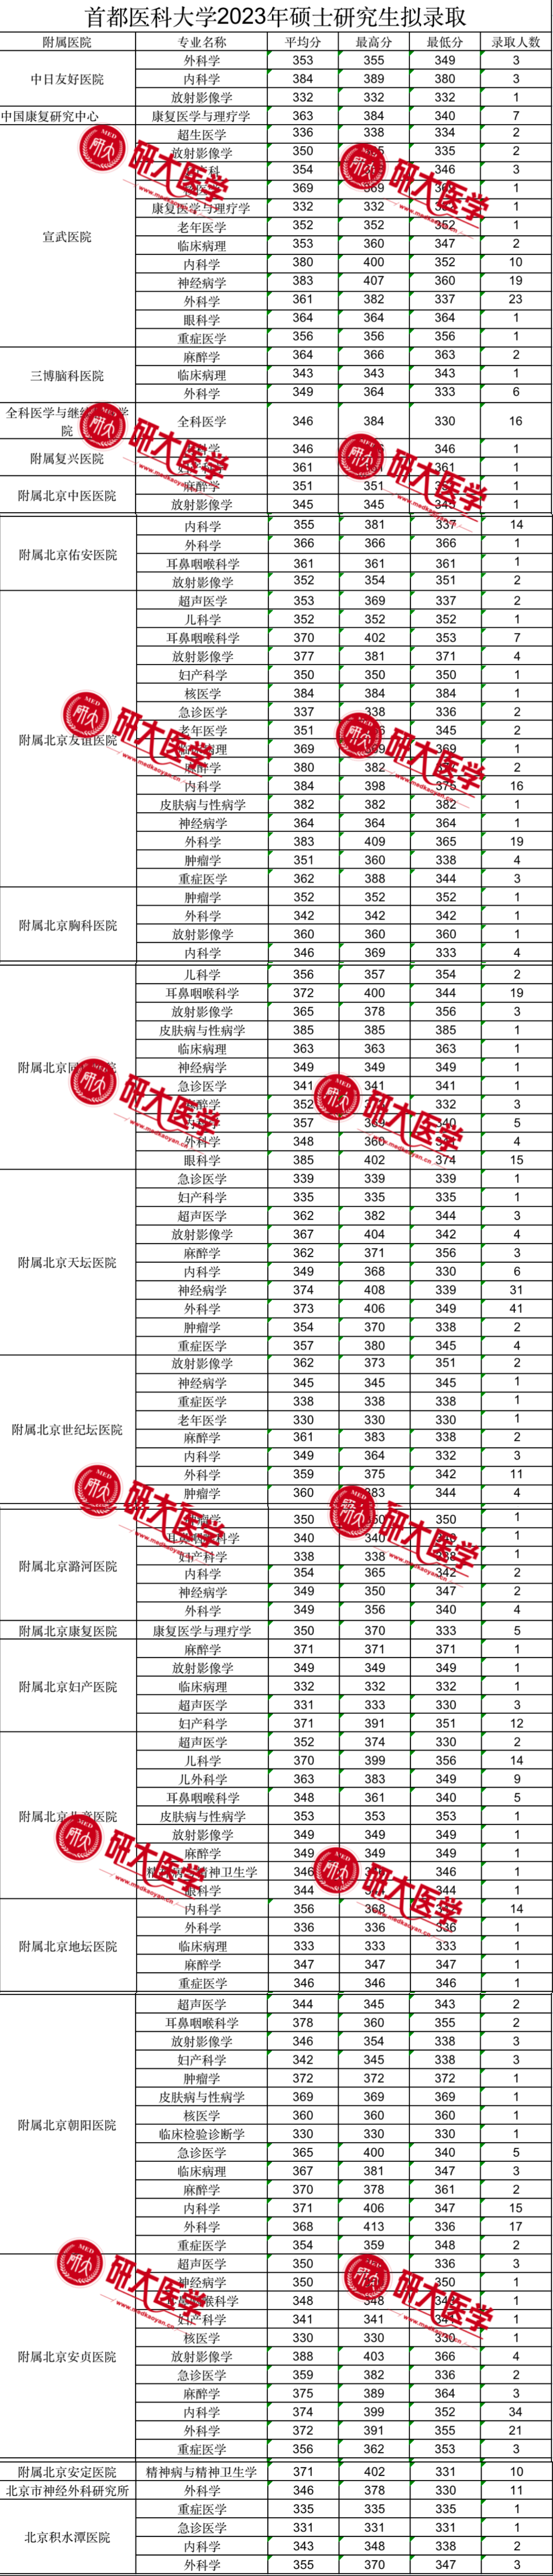 首都医科大学2023年硕士研究生拟录取
附属医院 专业名称 平均分 最高分 最低分 录取人数
中日友好医院 外科学 353 355 349 3
内科学 384 389 380 3
放射影像学 332 332 332 1
中国康复研究中心 康复医学与理疗学 363 384 340 7
宣武医院 超生医学 336 338 334 2
放射影像学 350 335 2
354 346 3
369 369 1
康复医学与理疗学 332 332 1
老年医学 352 352 352 1
临床病理 353 360 347 2
内科学 380 400 352 10
神经病学 383 407 360 19
外科学 361 382 337 23
眼科学 364 364 364 1
重症医学 356 356 356 1
三博脑科医院 麻醉学 364 366 363 2
临床病理 343 343 343 1
外科学 349 364 333 6
全科医学与继续 学院 全科医学 346 384 330 16
附属复兴医院 346 346 1
妇产科学 361 361 1
附属北京中医医院 麻醉学 351 351 1
放射影像学 345 345 345 1
附属北京佑安医院 内科学 355 381 337 14
外科学 366 366 366 1
耳鼻咽喉科学 361 361 361 1
放射影像学 352 354 351 2
附属北京友谊医院 超声医学 353 369 337 2
儿科学 352 352 352 1
耳鼻咽喉科学 370 402 353 7
放射影像学 377 381 371 4
妇产科学 350 350 350 1
核医学 384 384 384 1
急诊医学 337 338 336 2
老年医学 351 345 2
临床病理 369 369 369 1
麻醉学 380 382 2
内科学 384 398 375 16
皮肤病与性病学 382 382 382 1
神经病学 364 364 364 1
外科学 383 409 365 19
肿瘤学 351 360 338 4
重症医学 362 388 344 3
附属北京胸科医院 肿瘤学 352 352 352 1
外科学 342 342 342 1
放射影像学 360 360 360 1
内科学 346 369 333 4
附属北京同 院 儿科学 356 357 354 2
耳鼻咽喉科学 372 400 344 19
放射影像学 365 378 356 3
皮肤病与性病学 385 385 385 1
临床病理 363 363 363 1
神经病学 349 349 349 1
急诊医学 341 341 341 1
麻醉学 352 332 3
内科学 357 369 340 5
外科学 348 360 4
眼科学 385 402 374 15
附属北京天坛医院 急诊医学 339 339 339 1
妇产科学 335 335 335 1
超声医学 362 382 344 3
放射影像学 367 404 342 4
麻醉学 362 371 356 3
内科学 349 368 330 6
神经病学 374 408 339 31
外科学 373 406 349 41
肿瘤学 354 370 338 2
重症医学 357 380 345 4
附属北京世纪坛医院 放射影像学 362 373 351 2
神经病学 345 345 345 1
重症医学 338 338 338 1
老年医学 330 330 330 1
麻醉学 361 383 338 2
内科学 349 364 332 3
外科学 359 375 342 11
肿瘤学 360 383 344 4
附属北京潞河医院 肿瘤学 350 350 350 1
340 340 1
妇产科学 338 338 338 1
内科学 354 365 342 2
神经病学 349 350 347 2
外科学 349 356 340 4
附属北京康复医院 康复医学与理疗学 350 370 333 5
附属北京妇产医院 麻醉学 371 371 371 1
放射影像学 349 349 349 1
临床病理 332 332 332 1
超声医学 331 333 330 3
妇产科学 371 391 351 12
附属北京儿童医院 超声医学 352 374 330 2
儿科学 370 399 356 14
儿外科学 363 383 349 9
耳鼻咽喉科学 348 361 340 5
皮肤病与性病学 353 353 353 1
放射影像学 349 349 349 1
麻醉学 349 349 349 1
精神病与精神卫生学 346 346 1
眼科学 344 344 1
附属北京地坛医院 内科学 356 368 14
外科学 336 336 336 1
临床病理 333 333 333 1
麻醉学 347 347 347 1
重症医学 346 346 346 1
附属北京朝阳医院 超声医学 344 345 343 2
耳鼻咽喉科学 378 360 355 2
放射影像学 346 354 338 3
妇产科学 342 345 338 3
肿瘤学 372 372 372 1
皮肤病与性病学 369 369 369 1
核医学 360 360 360 1
临床检验诊断学 330 330 330 1
急诊医学 365 400 340 5
临床病理 367 381 347 3
麻醉学 370 378 361 2
内科学 371 406 347 15
外科学 368 413 336 17
重症医学 354 359 348 2
附属北京安贞医院 超声医学 350 336 3
神经病学 350 350 1
348 348 1
妇产科学 341 341 1
核医学 330 330 330 1
放射影像学 388 403 366 4
急诊医学 359 382 336 2
麻醉学 375 389 364 3
内科学 374 399 352 34
外科学 372 391 355 21
重症医学 356 362 353 3
附属北京安定医院 精神病与精神卫生学 371 402 331 10
北京市神经外科研究所 外科学 346 378 330 11
北京积水潭医院 重症医学 335 335 335 1
急诊医学 331 331 331 1
内科学 343 348 338 2
外科学 355 370 347 3